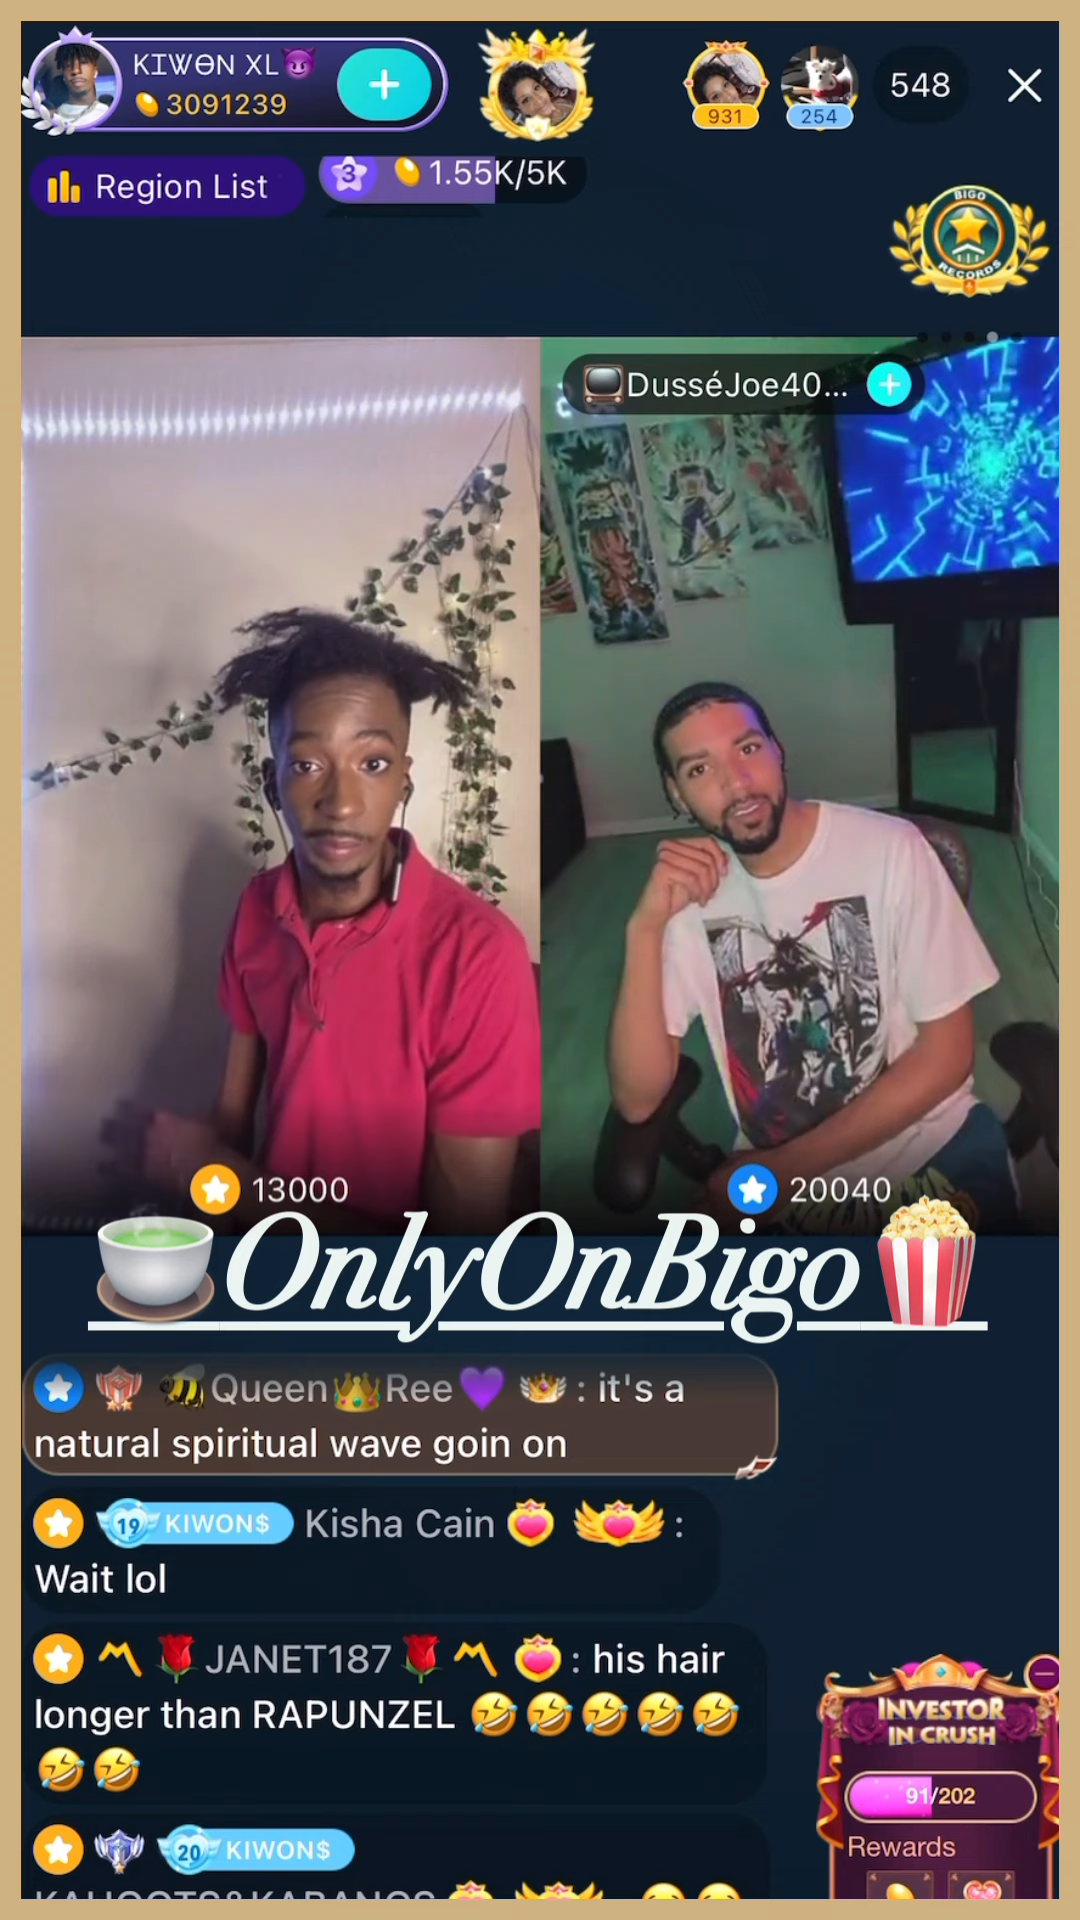 KIWӨN XL😈
3091239
931
254
548
Region List
3
1.55K/5K
BIGO
RECORDS
DusséJoe40...
13000
20040
🍵OnlyOnBigo🍿
🐝Queen👑Ree💜 : it's a
natural spiritual wave goin on
19 KIWON$ Kisha Cain :
Wait lol
〽️🌹JANET187🌹〽️ : his hair
longer than RAPUNZEL 🤣🤣🤣🤣🤣
🤣🤣
INVESTOR
IN CRUSH
91/202
Rewards
20 KIWON$